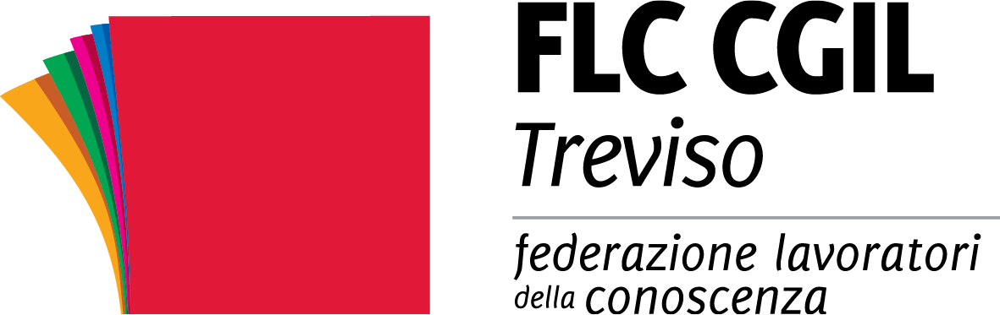 FLC CGIL
Treviso
federazione lavoratori
della conoscenza